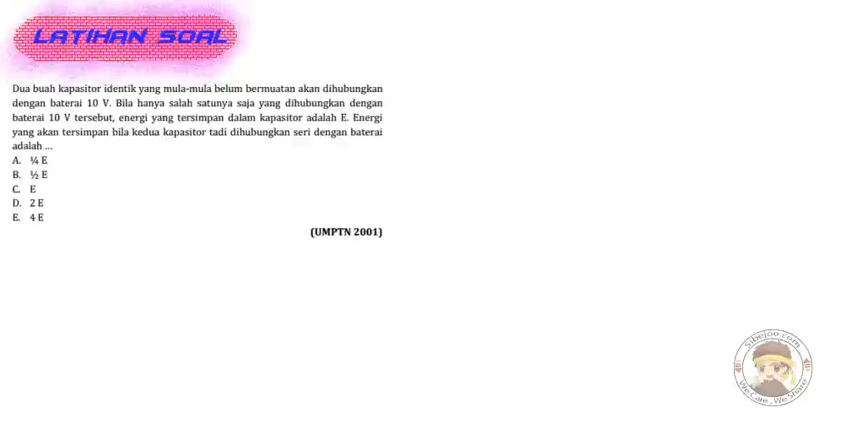 LATIHAN SOAL
Dua buah kapasitor identik yang mula-mula belum bermuatan akan dihubungkan
dengan baterai 10 V. Bila hanya salah satunya saja yang dihubungkan dengan
baterai 10 V tersebut, energi yang tersimpan dalam kapasitor adalah E. Energi
yang akan tersimpan bila kedua kapasitor tadi dihubungkan seri dengan baterai
adalah ...
A. ¼ E
B. ½ E
C. E
D. 2 E
E. 4 E
(UMPTN 2001)
Sibejoo.com
We Care, We Share